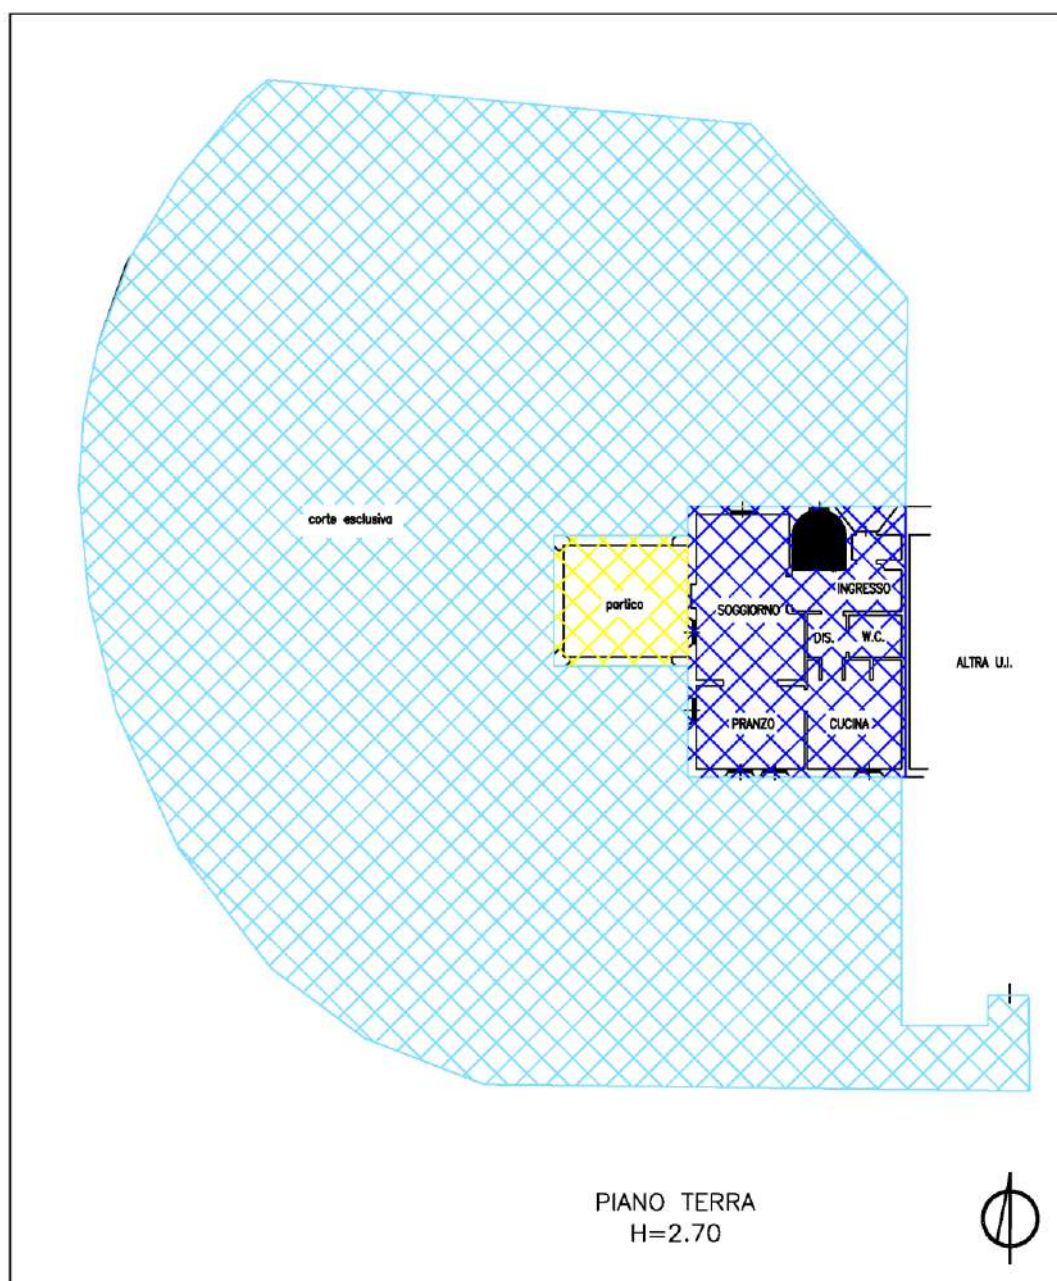 corte esclusiva
portico
SOGGIORNO
INGRESSO
DIS.
W.C.
ALTRA U.I.
PRANZO
CUCINA
PIANO TERRA
H=2.70